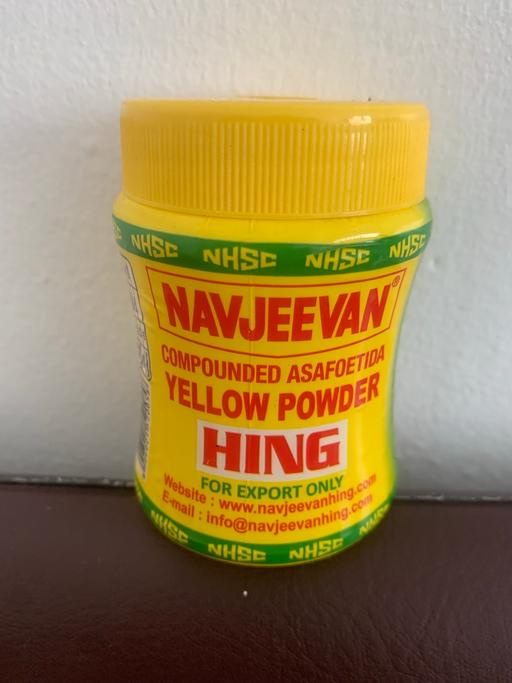 NHSC NHSC NHSC NHSC
NAVJEEVAN®
COMPOUNDED ASAFOETIDA
YELLOW POWDER
HING
FOR EXPORT ONLY
Website : www.navjeevanhing.com
E-mail : info@navjeevanhing.com
NHSC NHSC NHSC NHSC